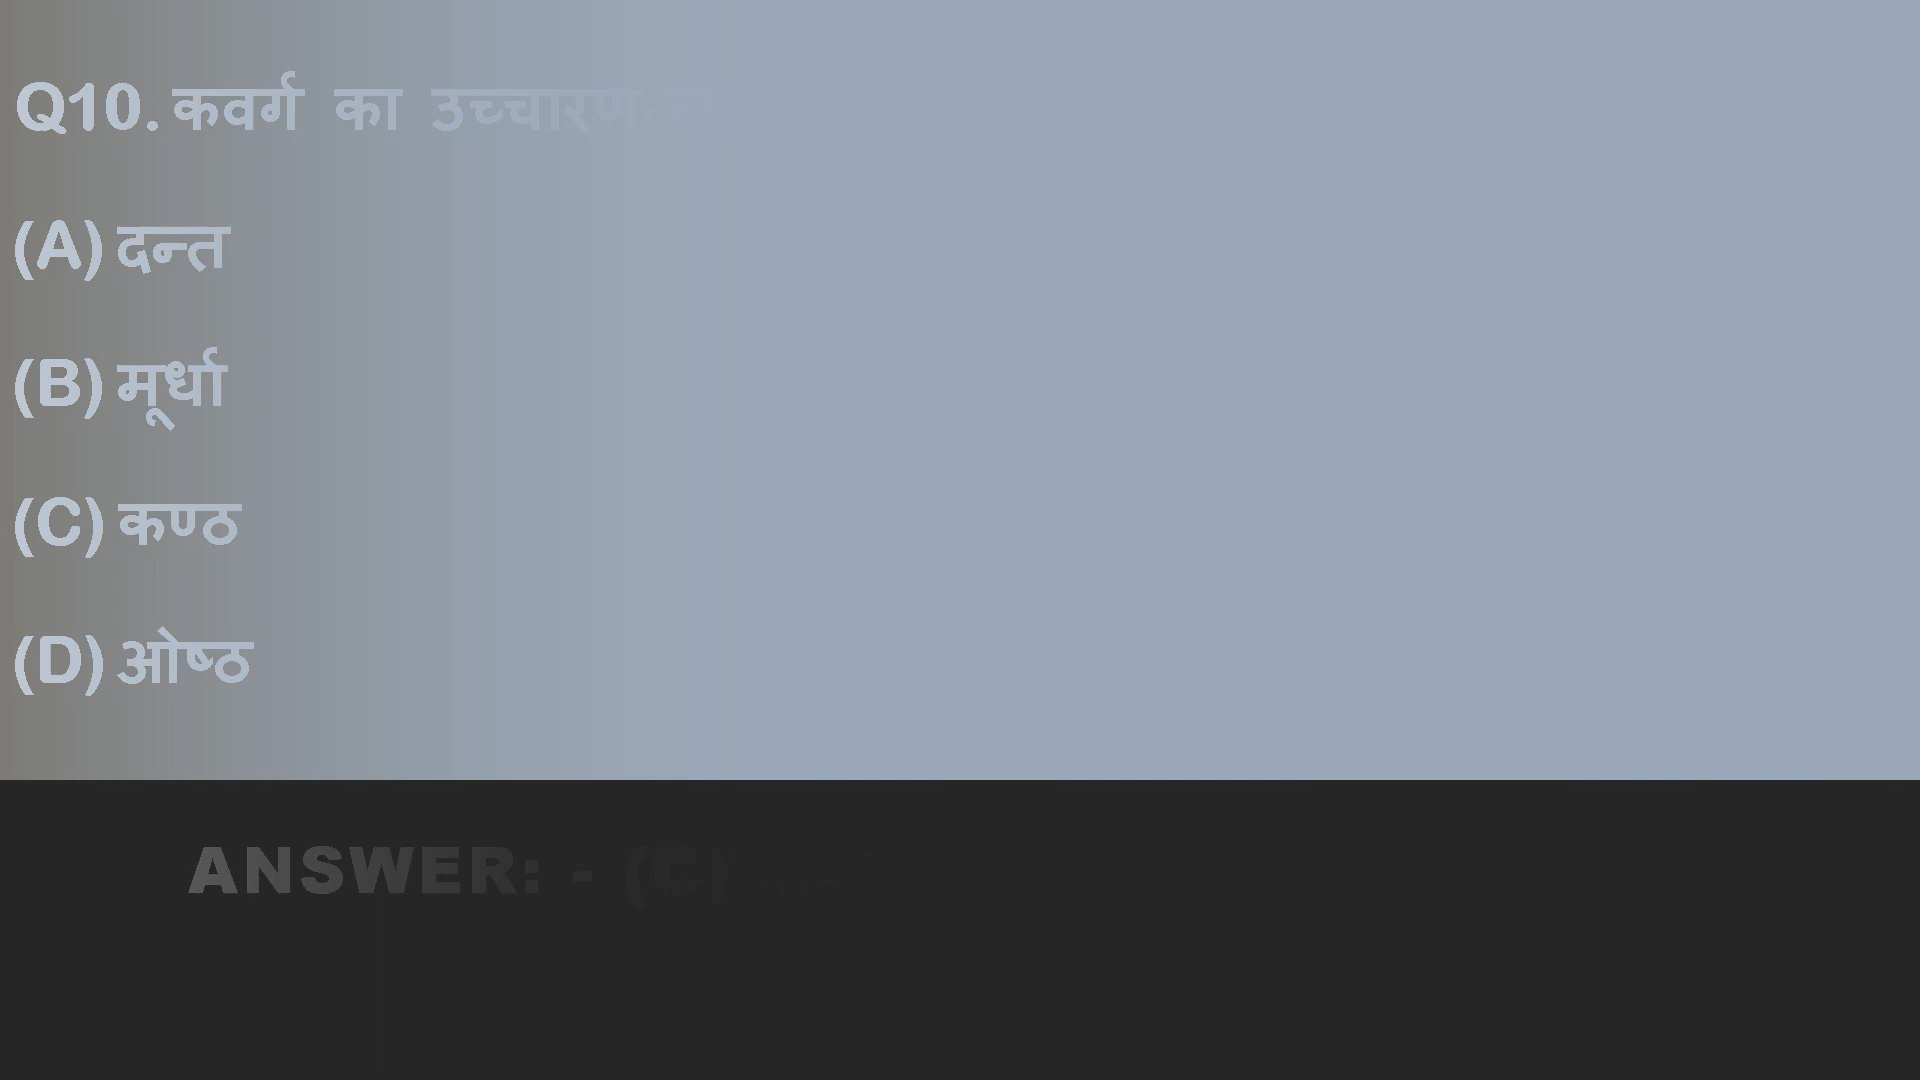 Q10. कवर्ग का उच्चारण
(A) दन्त
(B) मूर्धा
(C) कण्ठ
(D) ओष्ठ
ANSWER: - (C)